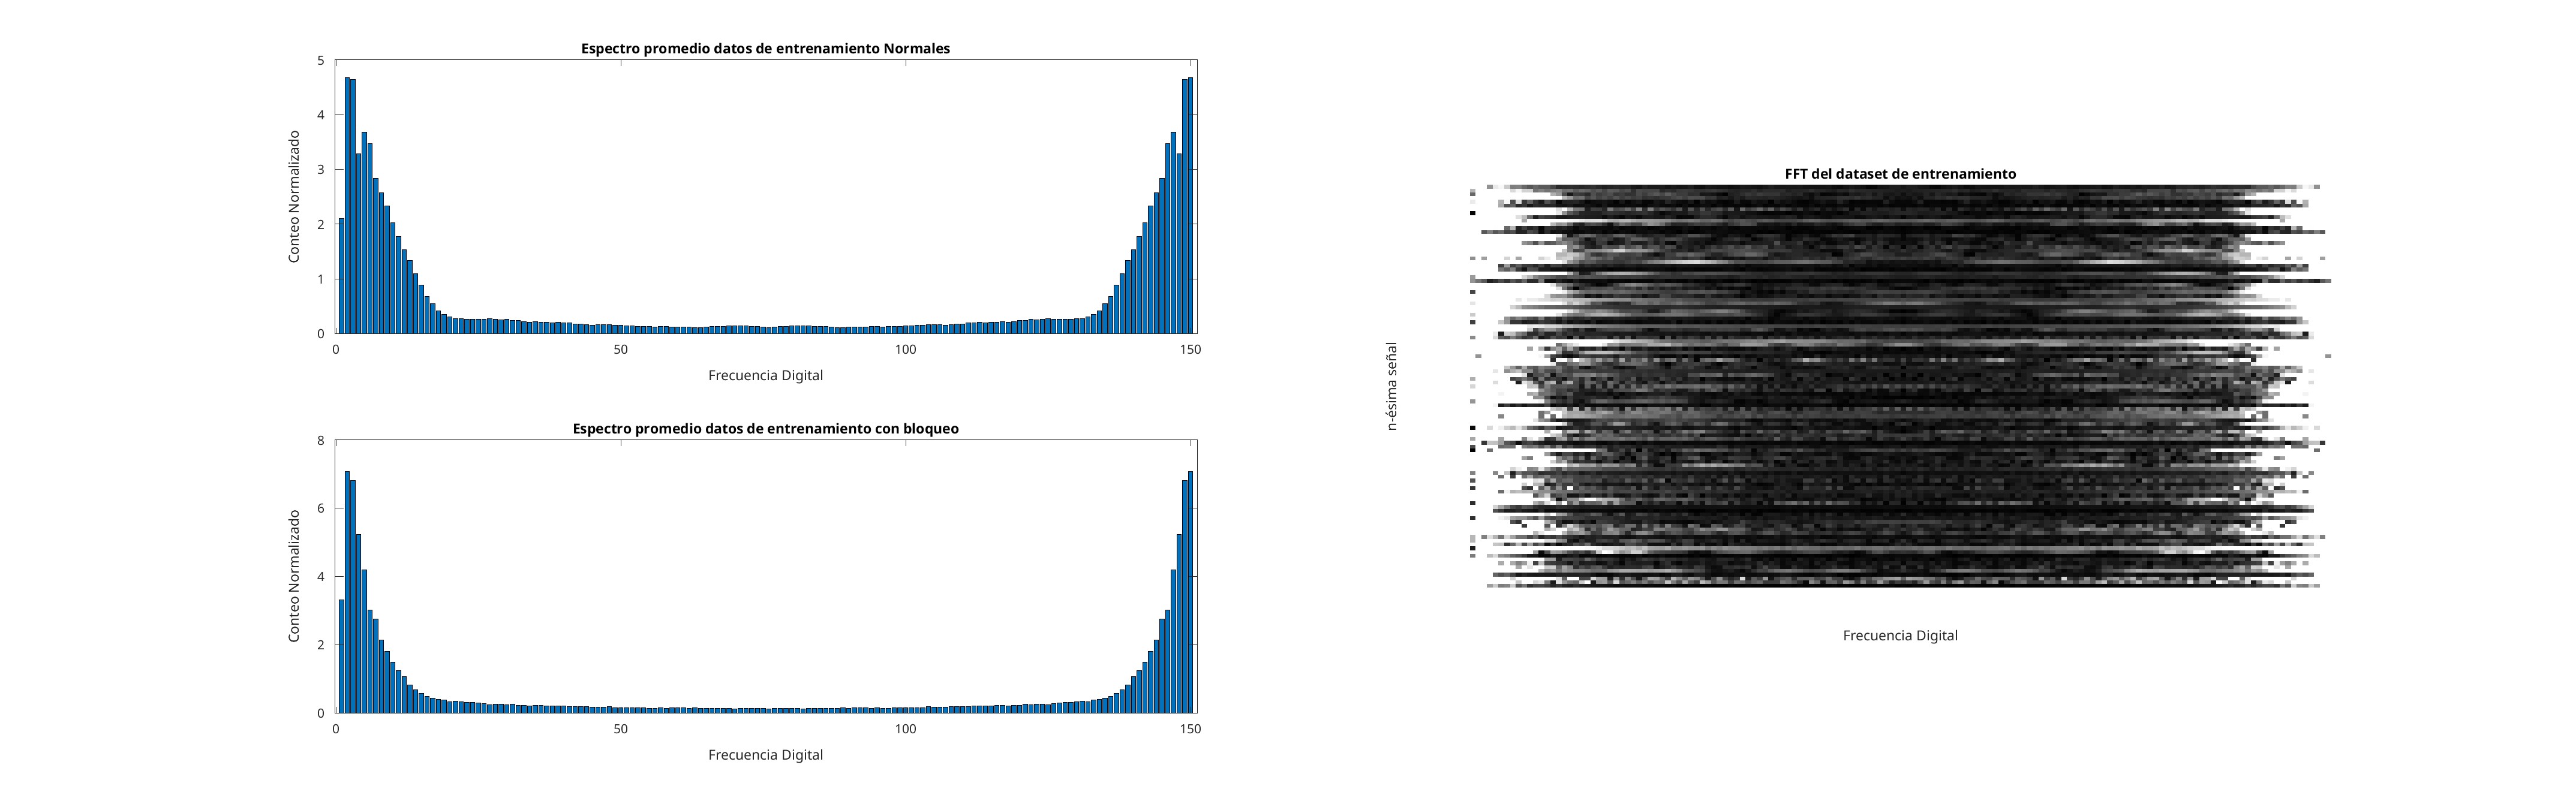 Espectro promedio datos de entrenamiento Normales
5
4
3
2
1
0
Conteo Normalizado
0 50 100 150
Frecuencia Digital
Espectro promedio datos de entrenamiento con bloqueo
8
6
4
2
0
Conteo Normalizado
0 50 100 150
Frecuencia Digital
FFT del dataset de entrenamiento
n-ésima señal
Frecuencia Digital